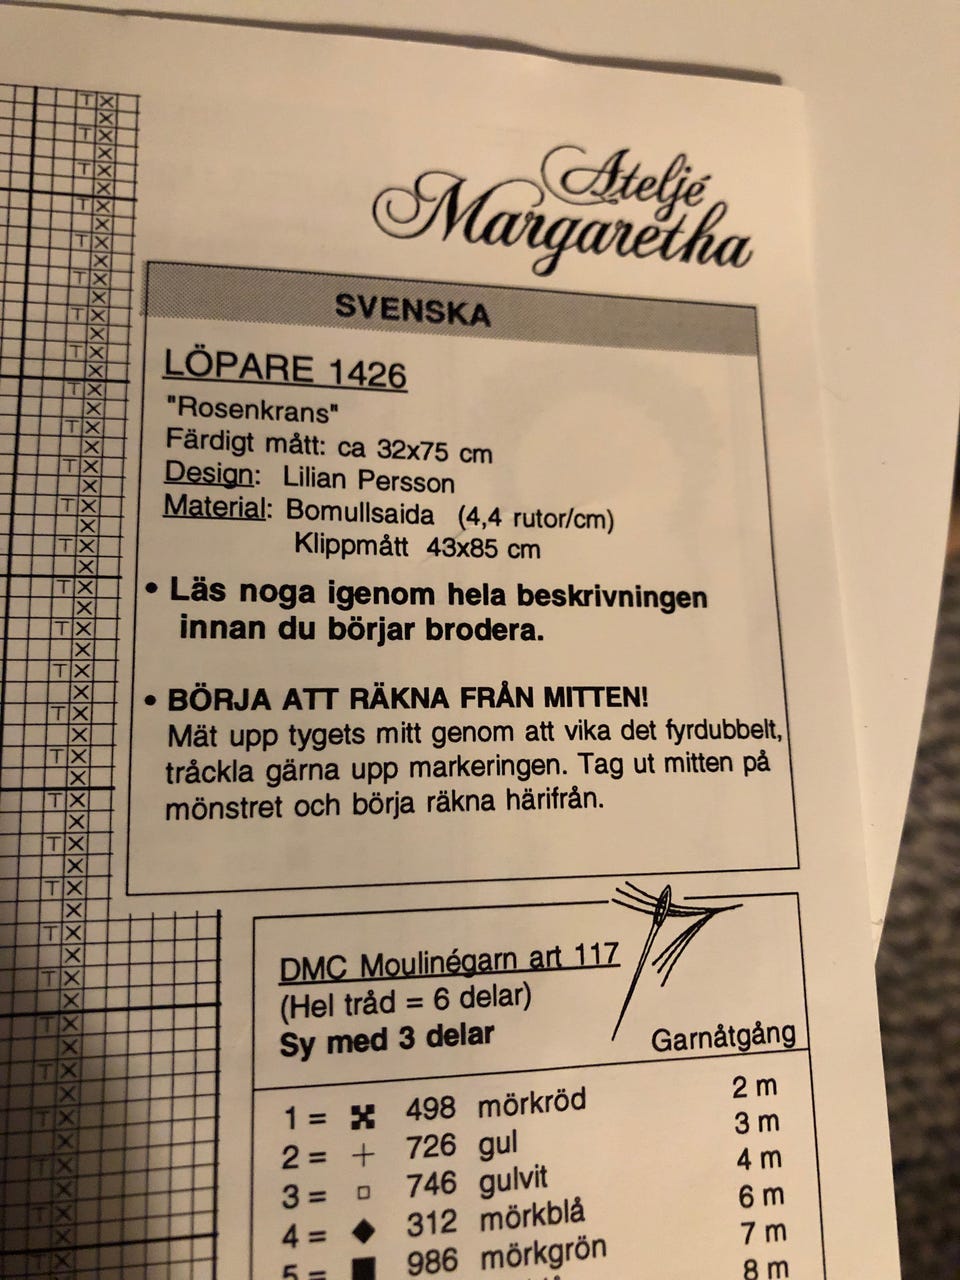 Ateljé
Margaretha
SVENSKA
LÖPARE 1426
"Rosenkrans"
Färdigt mått: ca 32x75 cm
Design: Lilian Persson
Material: Bomullsaida (4,4 rutor/cm)
Klippmått 43x85 cm
• Läs noga igenom hela beskrivningen
innan du börjar brodera.
• BÖRJA ATT RÄKNA FRÅN MITTEN!
Mät upp tygets mitt genom att vika det fyrdubbelt,
tråckla gärna upp markeringen. Tag ut mitten på
mönstret och börja räkna härifrån.
DMC Moulinégarn art 117
(Hel tråd = 6 delar)
Sy med 3 delar
Garnåtgång
1 = 498 mörkröd 2 m
2 = + 726 gul 3 m
3 = □ 746 gulvit 4 m
4 = ◆ 312 mörkblå 6 m
5 = ■ 986 mörkgrön 7 m
8 m